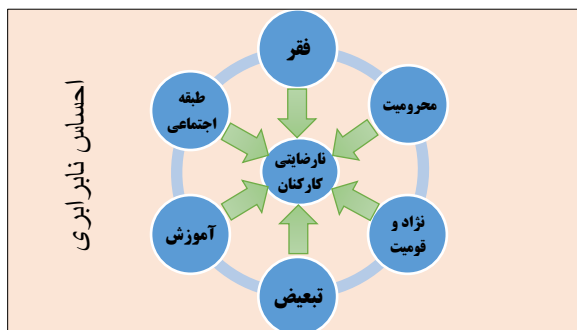 احساس نابرابری
فقر
محرومیت
نژاد و
قومیت
تبعیض
آموزش
طبقه
اجتماعی
نارضایتی
کارکنان